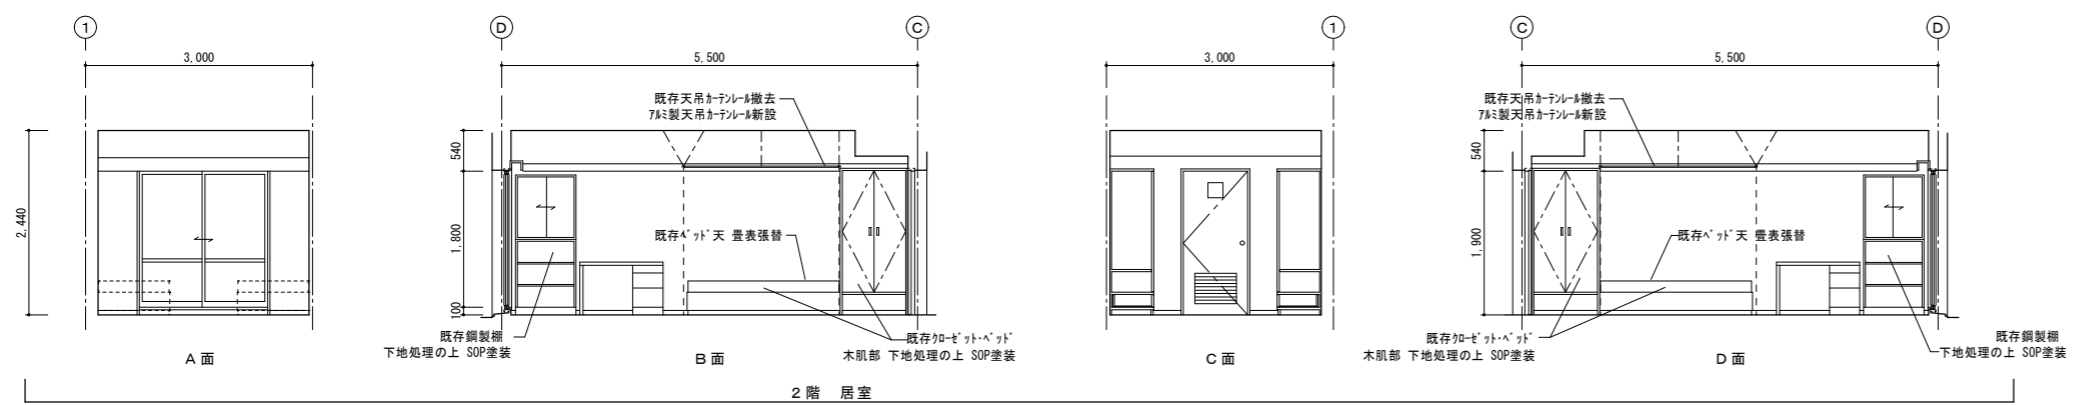 1
3,000
2,440
A 面
D
C
5,500
既存天吊ｶｰﾃﾝﾚｰﾙ撤去
ｱﾙﾐ製天吊ｶｰﾃﾝﾚｰﾙ新設
540
1,800
100
既存ﾍﾞｯﾄﾞ天 畳表張替
既存鋼製棚
下地処理の上 SOP塗装
既存ｸﾛｰｾﾞｯﾄ･ﾍﾞｯﾄﾞ
木肌部 下地処理の上 SOP塗装
B 面
1
3,000
C 面
C
D
5,500
既存天吊ｶｰﾃﾝﾚｰﾙ撤去
ｱﾙﾐ製天吊ｶｰﾃﾝﾚｰﾙ新設
540
1,900
既存ﾍﾞｯﾄﾞ天 畳表張替
既存ｸﾛｰｾﾞｯﾄ･ﾍﾞｯﾄﾞ
木肌部 下地処理の上 SOP塗装
既存鋼製棚
下地処理の上 SOP塗装
D 面
2 階 居室